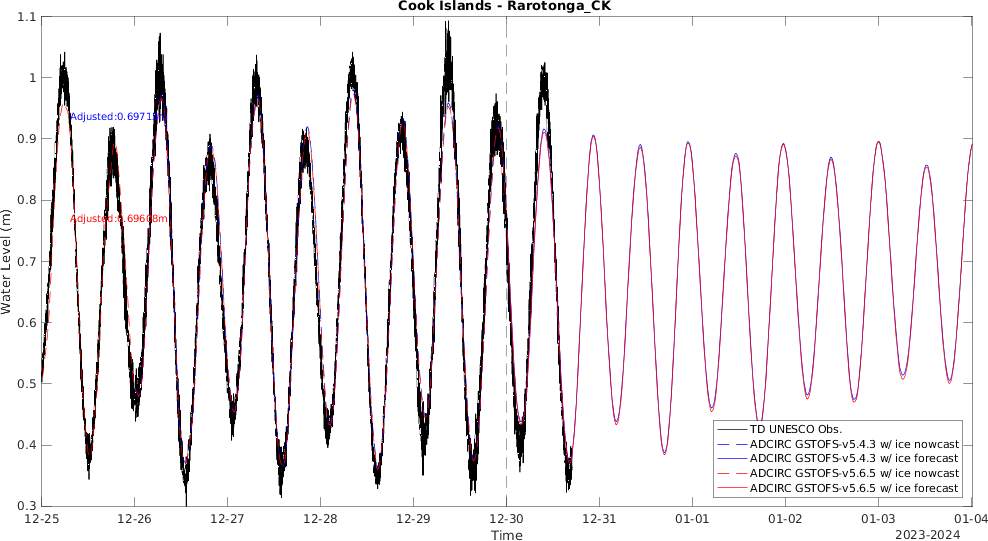 Cook Islands - Rarotonga_CK
Water Level (m)
1.1
1
0.9
0.8
0.7
0.6
0.5
0.4
0.3
Adjusted:0.6971
Adjusted:0.69608m
TD UNESCO Obs.
ADCIRC GSTOFS-v5.4.3 w/ ice nowcast
ADCIRC GSTOFS-v5.4.3 w/ ice forecast
ADCIRC GSTOFS-v5.6.5 w/ ice nowcast
ADCIRC GSTOFS-v5.6.5 w/ ice forecast
12-25 12-26 12-27 12-28 12-29 12-30 12-31 01-01 01-02 01-03 01-04
Time
2023-2024